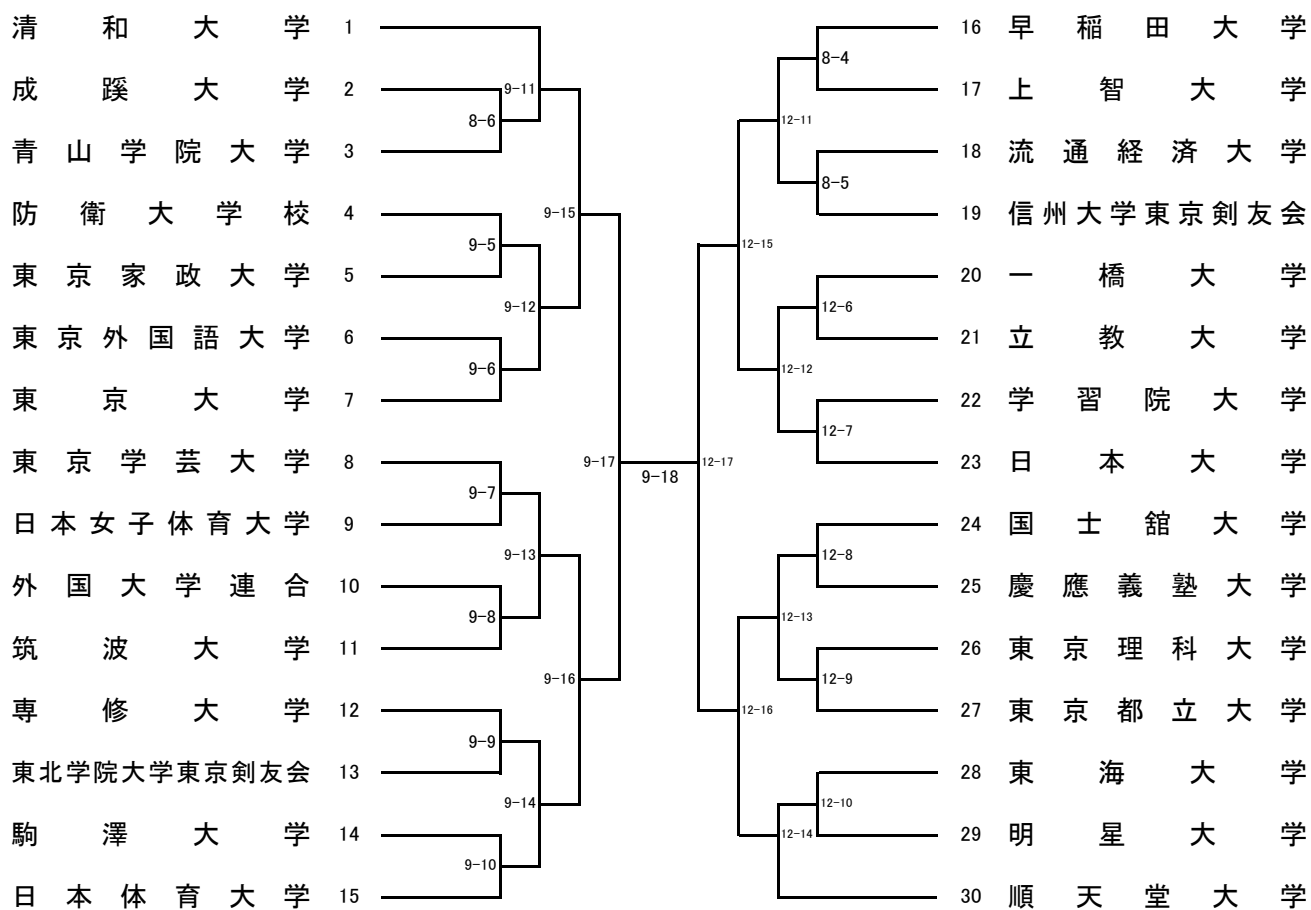 清和大学 1
成蹊大学 2
青山学院大学 3
防衛大学校 4
東京家政大学 5
東京外国語大学 6
東京大学 7
東京学芸大学 8
日本女子体育大学 9
外国大学連合 10
筑波大学 11
専修大学 12
東北学院大学東京剣友会 13
駒澤大学 14
日本体育大学 15
9-11
8-6
9-15
9-5
9-12
9-6
9-17
9-7
9-13
9-8
9-16
9-9
9-14
9-10
9-18
8-4
12-11
8-5
12-15
12-6
12-12
12-7
12-17
12-8
12-13
12-9
12-16
12-10
12-14
16 早稲田大学
17 上智大学
18 流通経済大学
19 信州大学東京剣友会
20 一橋大学
21 立教大学
22 学習院大学
23 日本大学
24 国士舘大学
25 慶應義塾大学
26 東京理科大学
27 東京都立大学
28 東海大学
29 明星大学
30 順天堂大学